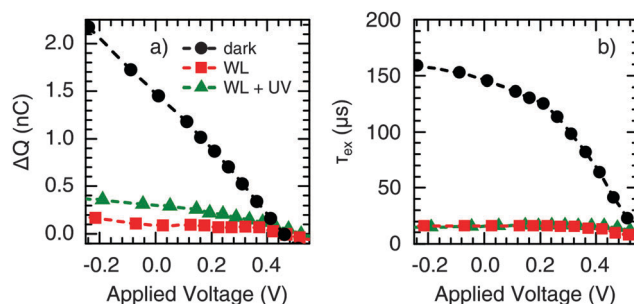 a)
dark
WL
WL + UV
ΔQ (nC)
2.0
1.5
1.0
0.5
0.0
-0.2 0.0 0.2 0.4
Applied Voltage (V)
b)
τex (µs)
200
150
100
50
0
-0.2 0.0 0.2 0.4
Applied Voltage (V)